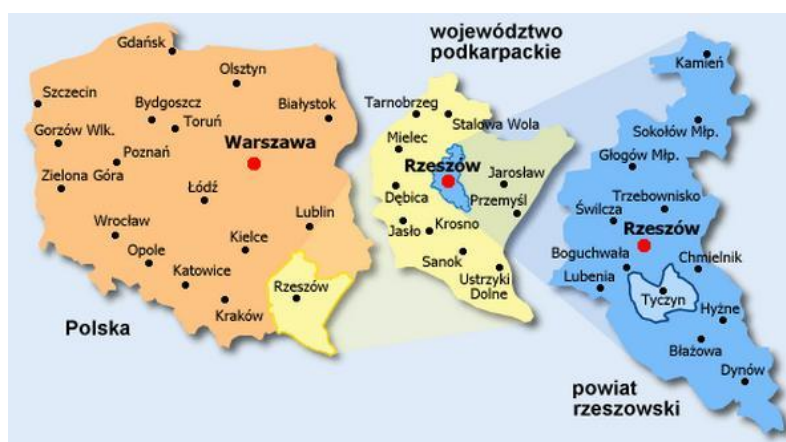 Gdańsk
Olsztyn
Szczecin
Bydgoszcz
Białystok
Toruń
Gorzów Wlk.
Warszawa
Poznań
Zielona
Góra
Łódź
Wrocław
Lublin
Opole
Kielce
Katowice
Rzeszów
Kraków
Polska
województwo
podkarpackie
Tarnobrzeg
Stalowa Wola
Mielec
Rzeszów
Jarosław
Dębica
Przemyśl
Jasło
Krosno
Sanok
Ustrzyki
Dolne
Kamień
Sokołów Młp.
Głogów Młp.
Trzebownisko
Świlcza
Rzeszów
Boguchwała
Chmielnik
Lubenia
Tyczyn
Hyżne
Błażowa
Dynów
powiat
rzeszowski